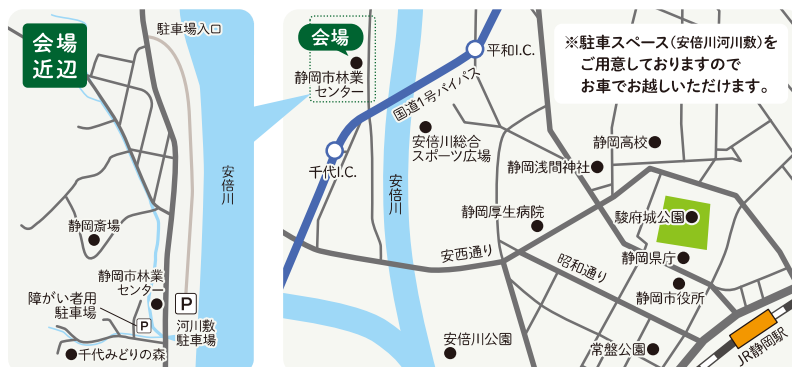 会場
近辺
駐車場入口
安倍川
静岡斎場
静岡市林業
センター
障がい者用
駐車場
P
P
河川敷
駐車場
千代みどりの森
会場
静岡市林業
センター
平和I.C.
国道1号バイパス
※駐車スペース(安倍川河川敷)を
ご用意しておりますので
お車でお越しいただけます。
千代I.C.
安倍川総合
スポーツ広場
安倍川
静岡高校
静岡浅間神社
静岡厚生病院
駿府城公園
安西通り
昭和通り
静岡県庁
静岡市役所
安倍川公園
常盤公園
JR静岡駅